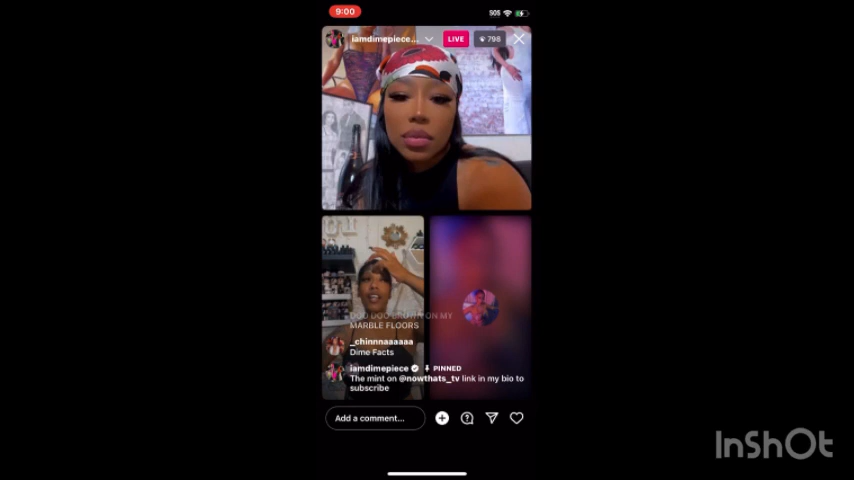 9:00
SOS
iamdimepiece...
LIVE
798
DOO DOO BROWN ON MY
MARBLE FLOORS
_chinnnaaaaaa
Dime Facts
iamdimepiece PINNED
The mint on @nowthats_tv link in my bio to
subscribe
Add a comment...
InShOt